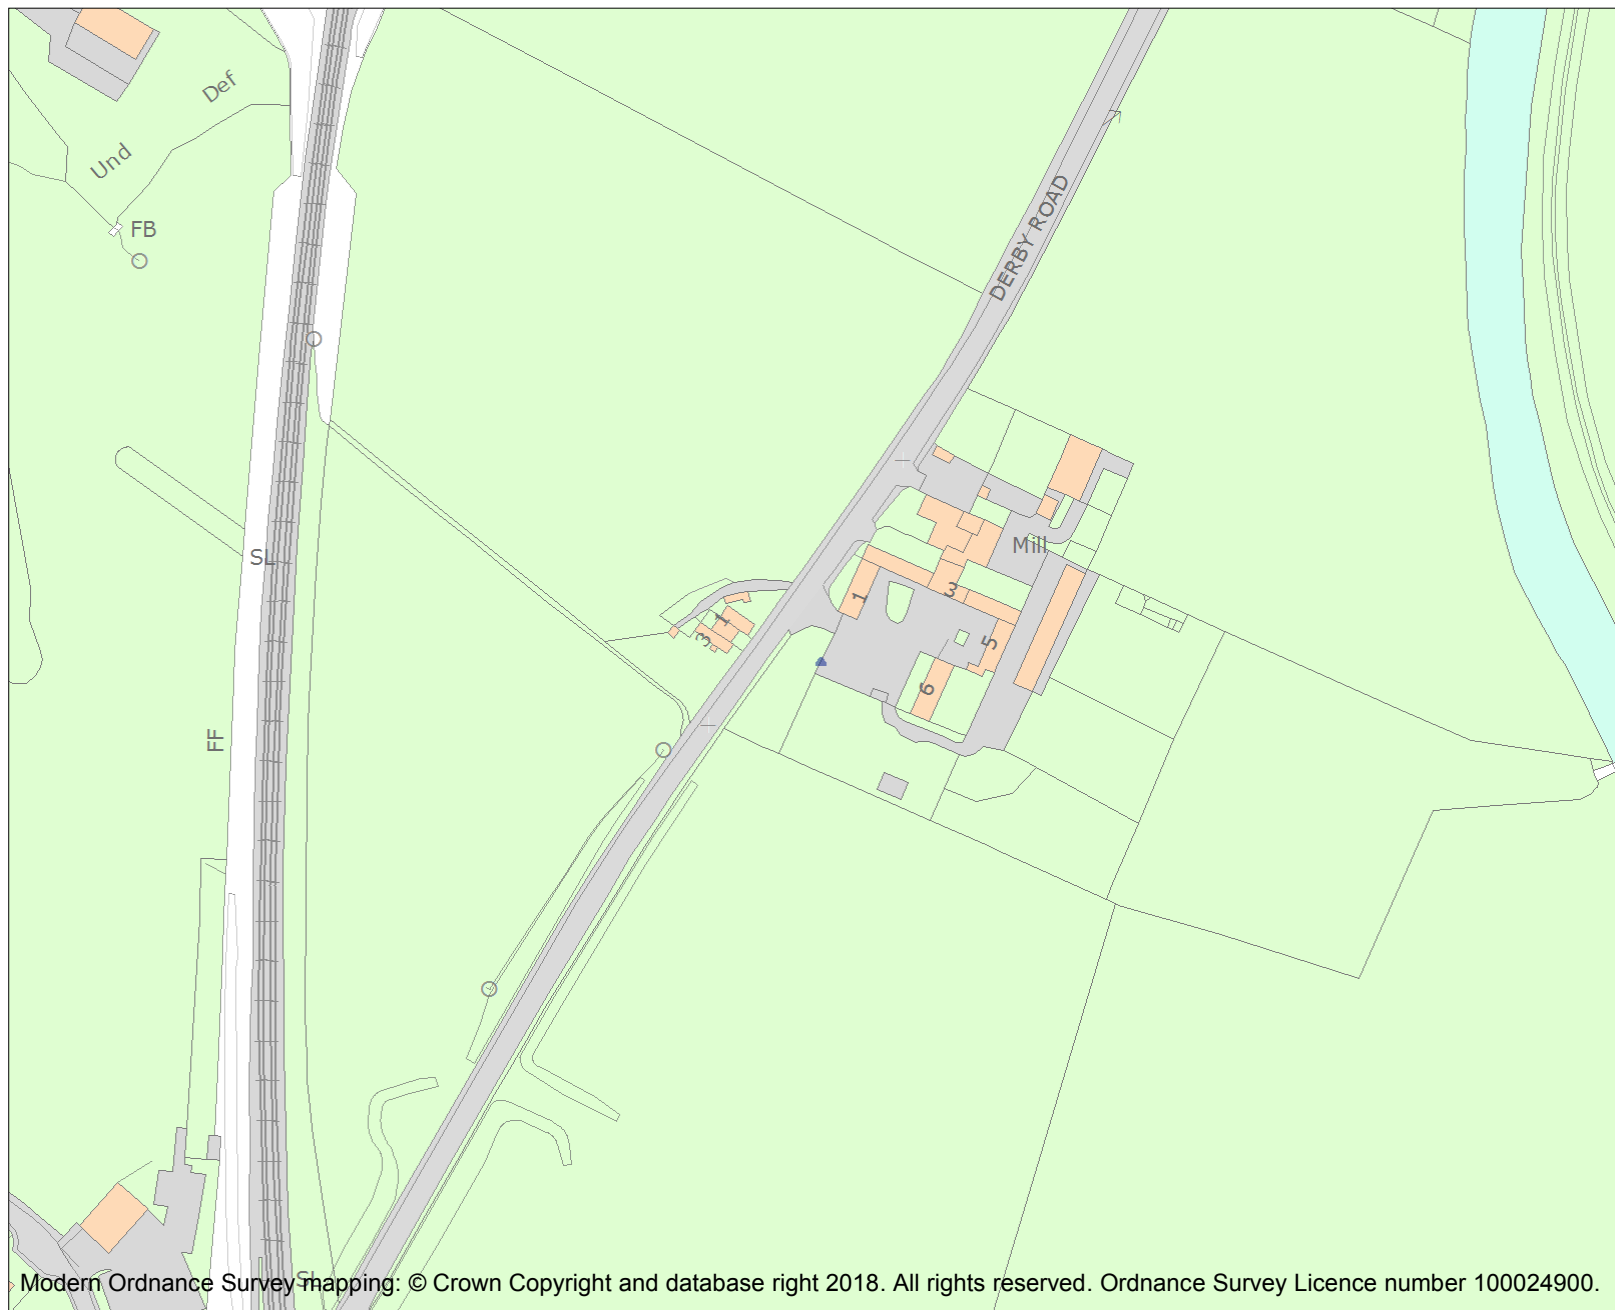 Def
Und
FB
DERBY ROAD
SL
Mill
1
3
1
3
5
6
FF
SL
Modern Ordnance Survey mapping: © Crown Copyright and database right 2018. All rights reserved. Ordnance Survey Licence number 100024900.